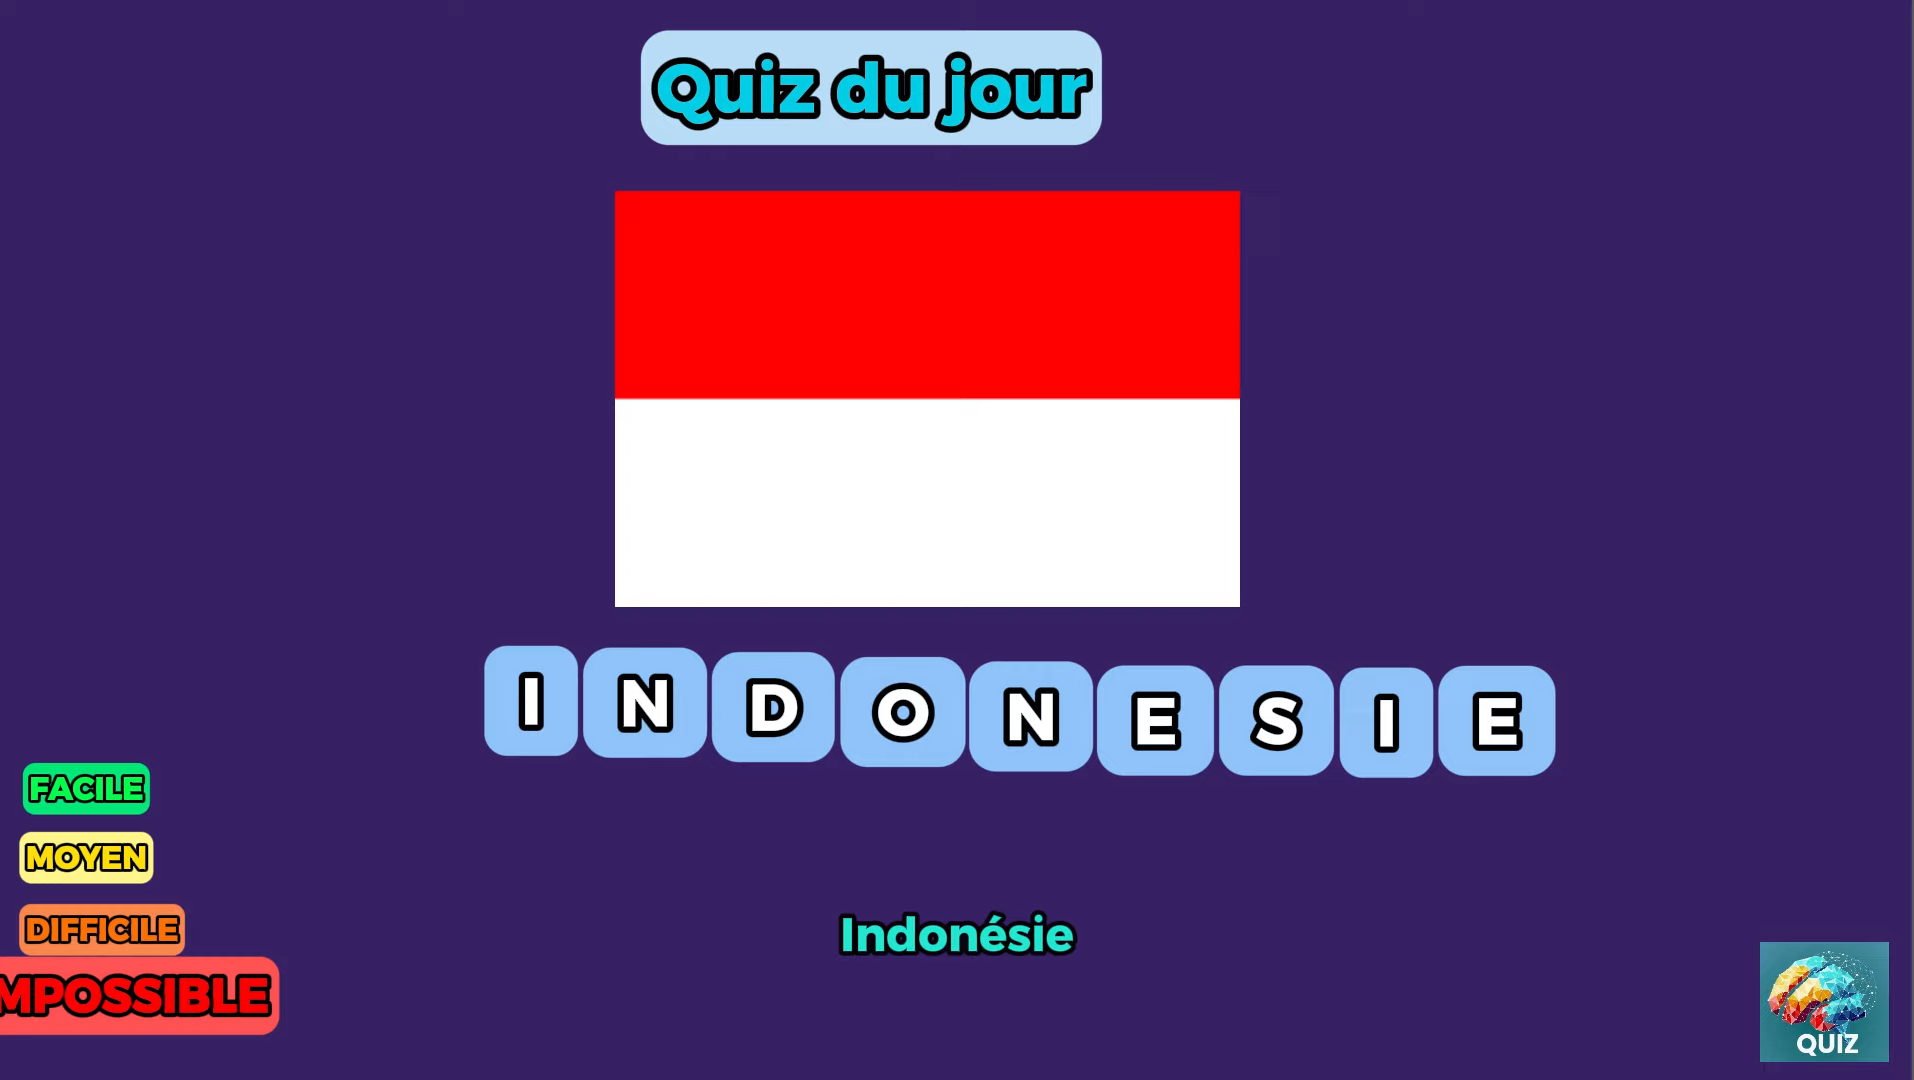 Quiz du jour
INDONESIE
FACILE
MOYEN
DIFFICILE
MPOSSIBLE
Indonésie
QUIZ